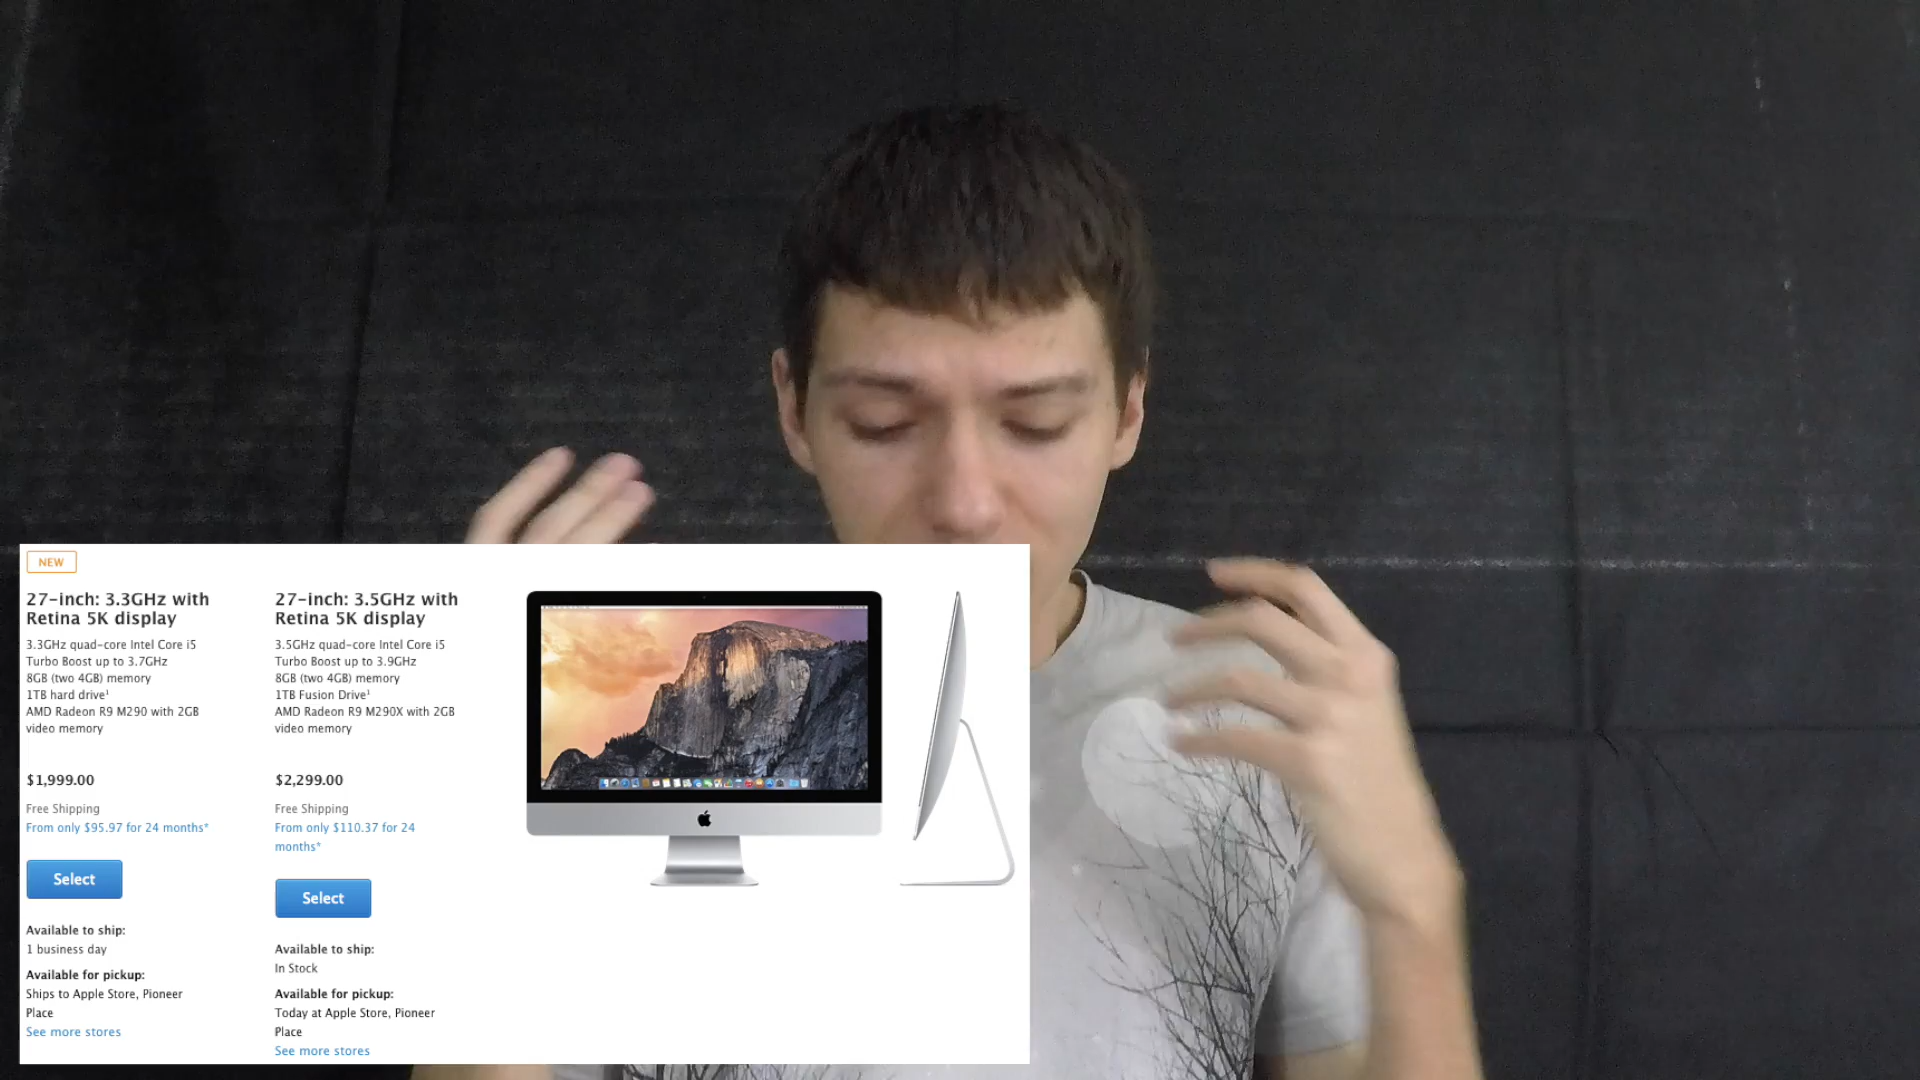 NEW
27-inch: 3.3GHz with
Retina 5K display
3.3GHz quad-core Intel Core i5
Turbo Boost up to 3.7GHz
8GB (two 4GB) memory
1TB hard drive¹
AMD Radeon R9 M290 with 2GB
video memory
$1,999.00
Free Shipping
From only $95.97 for 24 months*
Select
Available to ship:
1 business day
Available for pickup:
Ships to Apple Store, Pioneer
Place
See more stores
27-inch: 3.5GHz with
Retina 5K display
3.5GHz quad-core Intel Core i5
Turbo Boost up to 3.9GHz
8GB (two 4GB) memory
1TB Fusion Drive¹
AMD Radeon R9 M290X with 2GB
video memory
$2,299.00
Free Shipping
From only $110.37 for 24
months*
Select
Available to ship:
In Stock
Available for pickup:
Today at Apple Store, Pioneer
Place
See more stores